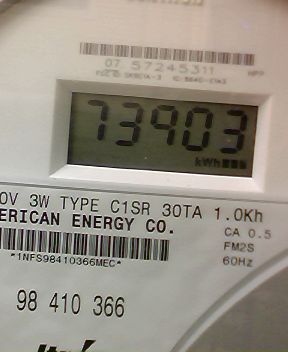 07 57245311
73903
kWh
0V 3W TYPE C1SR 30TA 1.0Kh
ERICAN ENERGY CO.
CA 0.5
FM2S
*1NFS98410366MEC*
60Hz
98 410 366